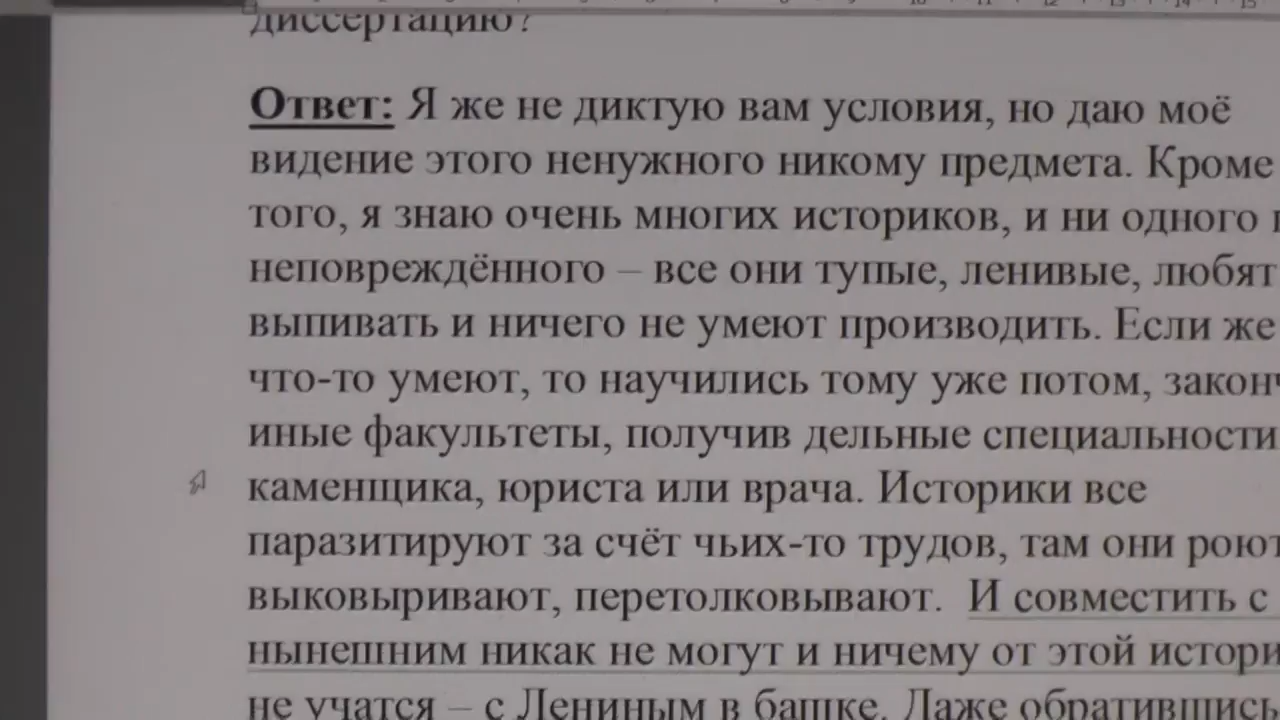 диссертацию?
Ответ: Я же не диктую вам условия, но даю моё
видение этого ненужного никому предмета. Кроме
того, я знаю очень многих историков, и ни одного
неповреждённого – все они тупые, ленивые, любят
выпивать и ничего не умеют производить. Если же
что-то умеют, то научились тому уже потом,
иные факультеты, получив дельные специальности
каменщика, юриста или врача. Историки все
паразитируют за счёт чьих-то трудов, там они
выковыривают, перетолковывают. И совместить с
нынешним никак не могут и ничему от этой
не учатся – с Лениным в башке. Даже обратившись